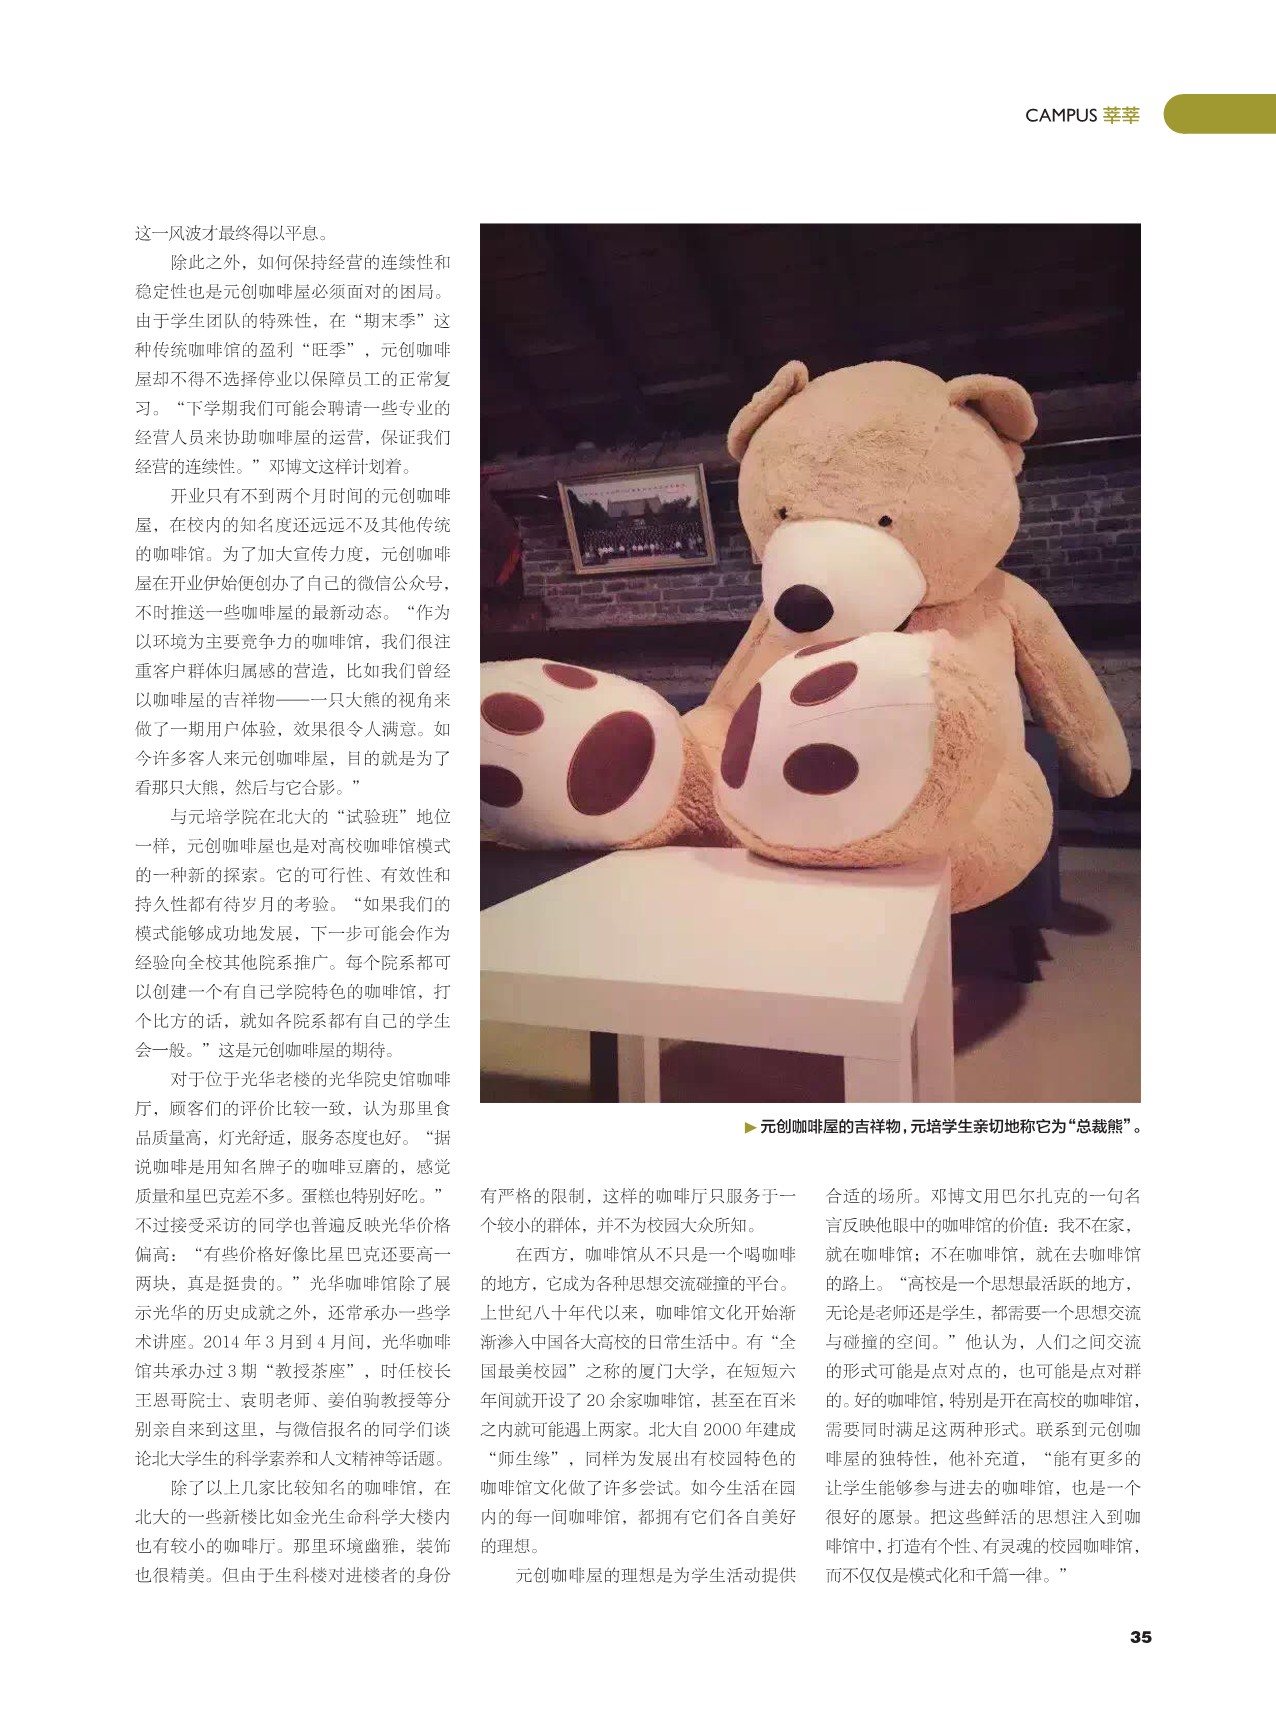 CAMPUS 莘莘
这一风波才最终得以平息。
除此之外，如何保持经营的连续性和
稳定性也是元创咖啡屋必须面对的困局。
由于学生团队的特殊性，在“期末季”这
种传统咖啡馆的盈利“旺季”，元创咖啡
屋却不得不选择停业以保障员工的正常复
习。“下学期我们可能会聘请一些专业的
经营人员来协助咖啡屋的运营，保证我们
经营的连续性。”邓博文这样计划着。
开业只有不到两个月时间的元创咖啡
屋，在校内的知名度还远远不及其他传统
的咖啡馆。为了加大宣传力度，元创咖啡
屋在开业伊始便创办了自己的微信公众号，
不时推送一些咖啡屋的最新动态。“作为
以环境为主要竞争力的咖啡馆，我们很注
重客户群体归属感的营造，比如我们曾经
以咖啡屋的吉祥物——一只大熊的视角来
做了一期用户体验，效果很令人满意。如
今许多客人来元创咖啡屋，目的就是为了
看那只大熊，然后与它合影。”
与元培学院在北大的“试验班”地位
一样，元创咖啡屋也是对高校咖啡馆模式
的一种新的探索。它的可行性、有效性和
持久性都有待岁月的考验。“如果我们的
模式能够成功地发展，下一步可能会作为
经验向全校其他院系推广。每个院系都可
以创建一个有自己学院特色的咖啡馆，打
个比方的话，就如各院系都有自己的学生
会一般。”这是元创咖啡屋的期待。
对于位于光华老楼的光华院史馆咖啡
厅，顾客们的评价比较一致，认为那里食
品质量高，灯光舒适，服务态度也好。“据
说咖啡是用知名牌子的咖啡豆磨的，感觉
质量和星巴克差不多。蛋糕也特别好吃。”
不过接受采访的同学也普遍反映光华价格
偏高：“有些价格好像比星巴克还要高一
两块，真是挺贵的。”光华咖啡馆除了展
示光华的历史成就之外，还常承办一些学
术讲座。2014 年 3 月到 4 月间，光华咖啡
馆共承办过 3 期“教授茶座”，时任校长
王恩哥院士、袁明老师、姜伯驹教授等分
别亲自来到这里，与微信报名的同学们谈
论北大学生的科学素养和人文精神等话题。
除了以上几家比较知名的咖啡馆，在
北大的一些新楼比如金光生命科学大楼内
也有较小的咖啡厅。那里环境幽雅，装饰
也很精美。但由于生科楼对进楼者的身份
▶ 元创咖啡屋的吉祥物，元培学生亲切地称它为“总裁熊”。
有严格的限制，这样的咖啡厅只服务于一
个较小的群体，并不为校园大众所知。
在西方，咖啡馆从不只是一个喝咖啡
的地方，它成为各种思想交流碰撞的平台。
上世纪八十年代以来，咖啡馆文化开始渐
渐渗入中国各大高校的日常生活中。有“全
国最美校园”之称的厦门大学，在短短六
年间就开设了 20 余家咖啡馆，甚至在百米
之内就可能遇上两家。北大自 2000 年建成
“师生缘”，同样为发展出有校园特色的
咖啡馆文化做了许多尝试。如今生活在园
内的每一间咖啡馆，都拥有它们各自美好
的理想。
元创咖啡屋的理想是为学生活动提供
合适的场所。邓博文用巴尔扎克的一句名
言反映他眼中的咖啡馆的价值：我不在家，
就在咖啡馆；不在咖啡馆，就在去咖啡馆
的路上。“高校是一个思想最活跃的地方，
无论是老师还是学生，都需要一个思想交流
与碰撞的空间。”他认为，人们之间交流
的形式可能是点对点的，也可能是点对群
的。好的咖啡馆，特别是开在高校的咖啡馆，
需要同时满足这两种形式。联系到元创咖
啡屋的独特性，他补充道，“能有更多的
让学生能够参与进去的咖啡馆，也是一个
很好的愿景。把这些鲜活的思想注入到咖
啡馆中，打造有个性、有灵魂的校园咖啡馆，
而不仅仅是模式化和千篇一律。”
35